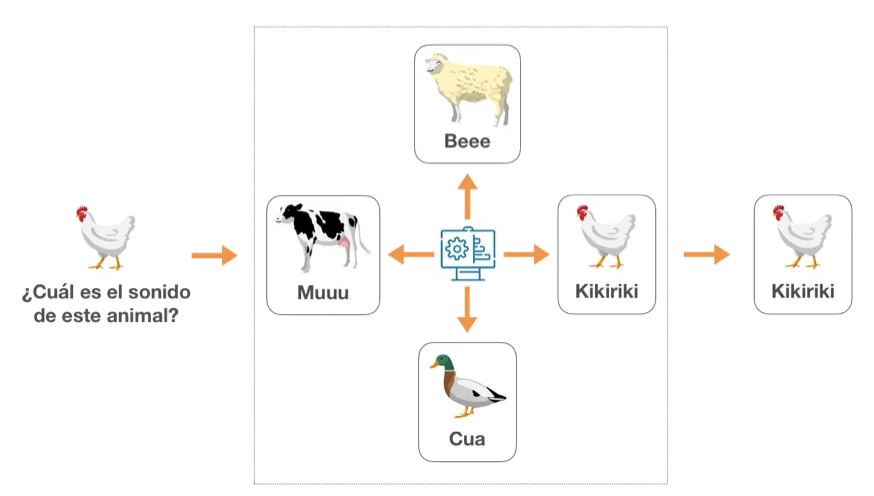 ¿Cuál es el sonido
de este animal?
Beee
Muuu
Kikiriki
Cua
Kikiriki